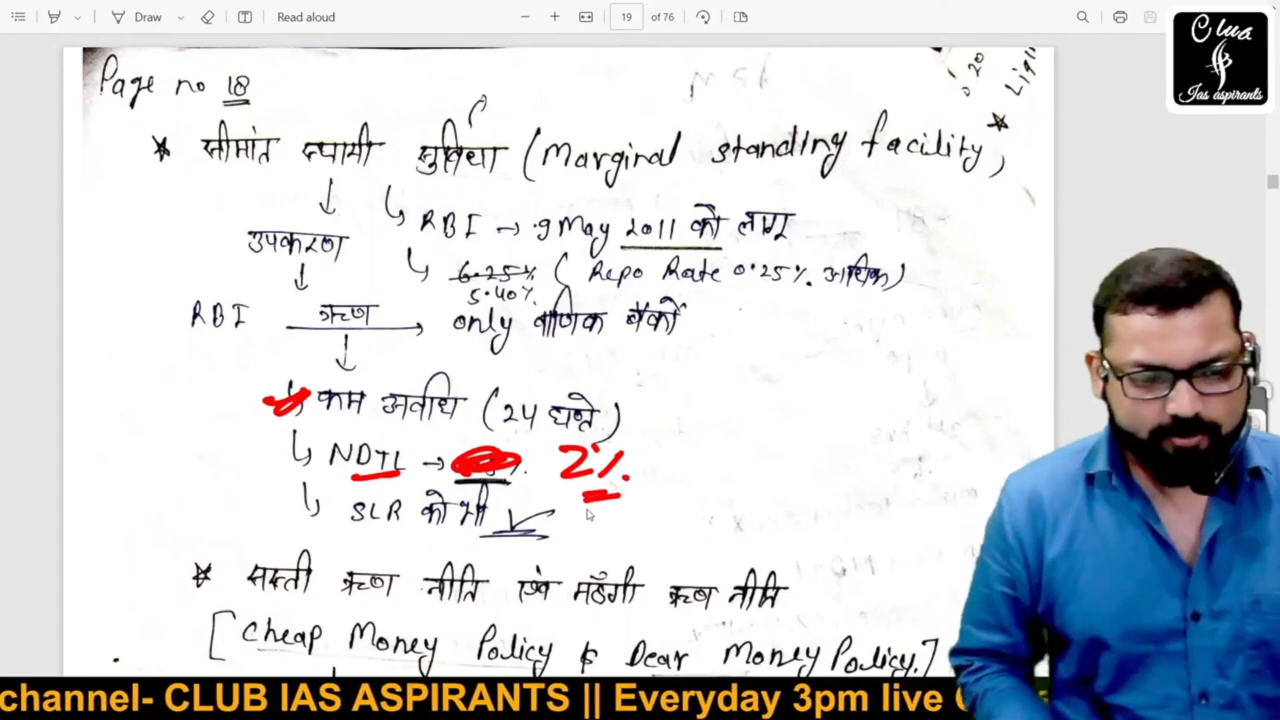 Draw
Read aloud
19 of 76
Club
Ias aspirants
Page no 18
सीमांत स्थायी सुविधा (Marginal standing facility)
उपकरण
RBI → 9 May 2011 को लागू
6.25% ( Repo Rate 0.25% अधिक)
5.40%
RBI ऋण → only वाणिक बैंकों
कम अवधि (24 घण्टे)
NDTL → %. 2%.
SLR को भी
सस्ती ऋण नीति एवं मँहगी ऋण नीति
[Cheap Money Policy & Dear Money Policy.]
channel- CLUB IAS ASPIRANTS || Everyday 3pm live